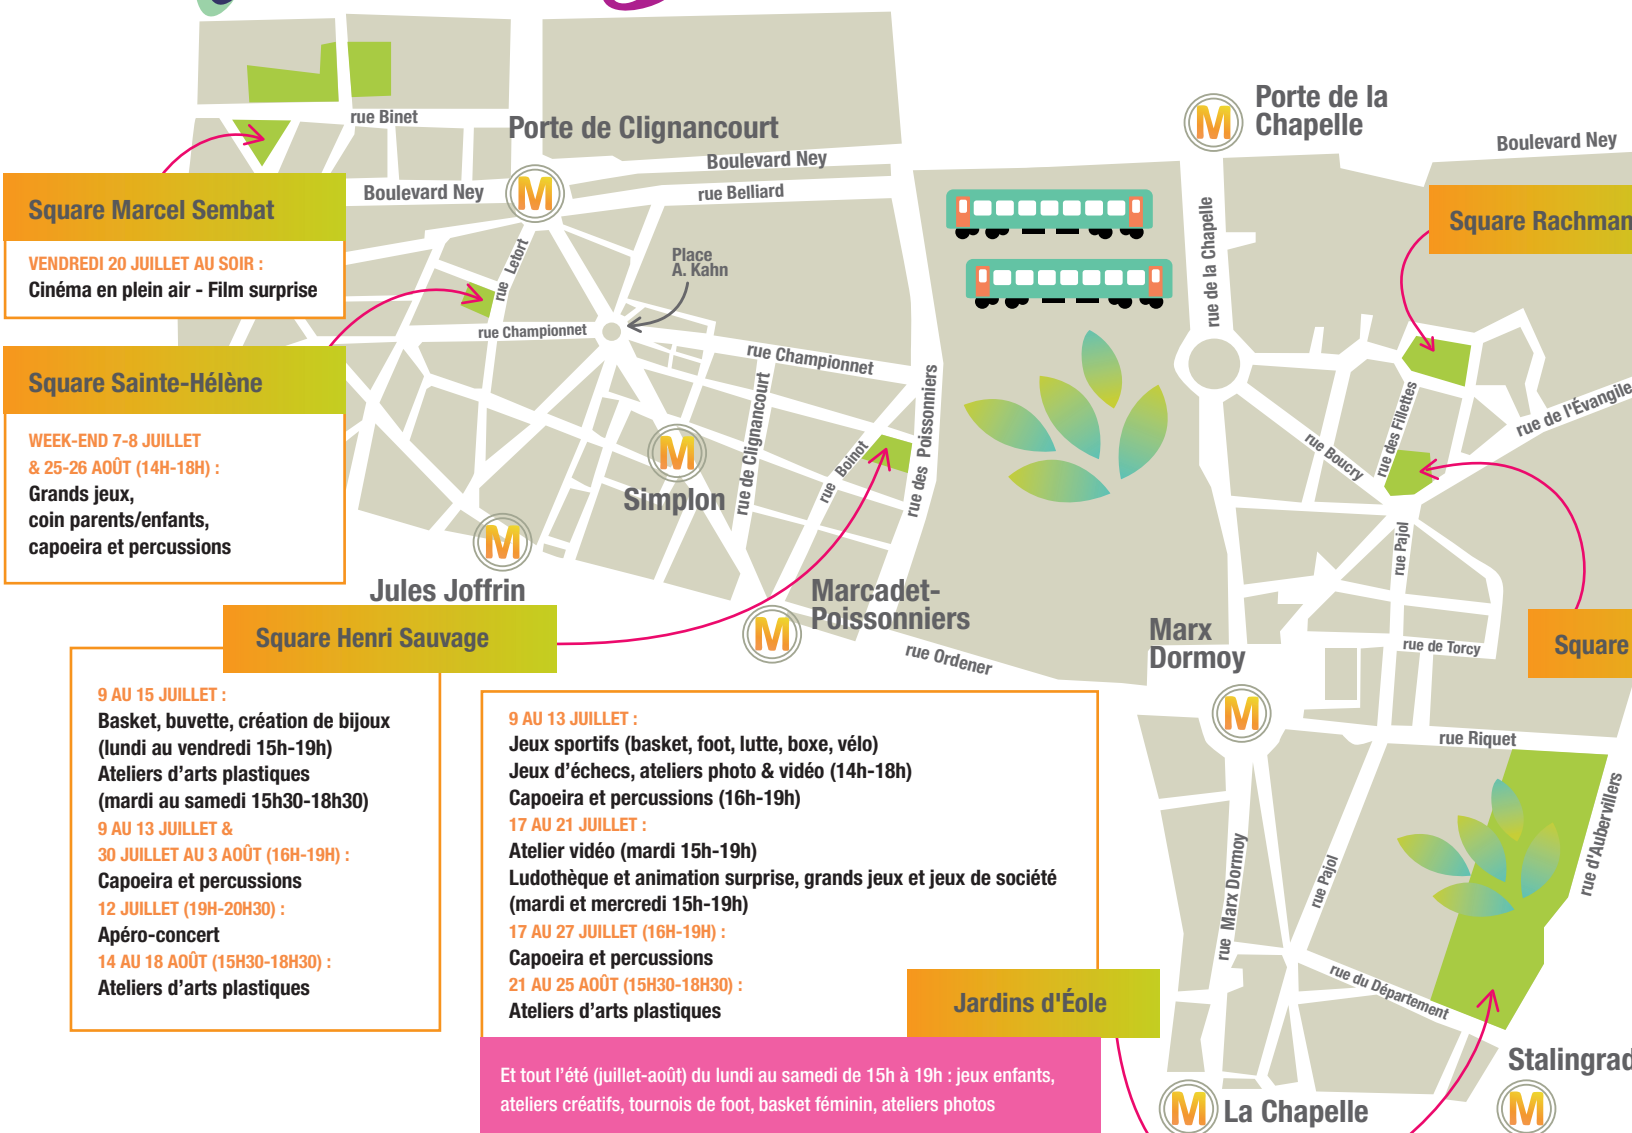 rue Binet
Porte de Clignancourt
Boulevard Ney
rue Belliard
Boulevard Ney
M
Porte de la
Chapelle
M
Boulevard Ney
Square Marcel Sembat
VENDREDI 20 JUILLET AU SOIR :
Cinéma en plein air - Film surprise
rue Letort
Place
A. Kahn
rue de la Chapelle
Square Rachman
rue Championnet
rue Championnet
Square Sainte-Hélène
WEEK-END 7-8 JUILLET
& 25-26 AOÛT (14H-18H) :
Grands jeux,
coin parents/enfants,
capoeira et percussions
rue de Clignancourt
rue Boinot
rue des Poissonniers
rue Boucry
rue des Fillettes
rue de l'Évangile
M
Simplon
M
Jules Joffrin
rue Pajol
Marcadet-
Poissonniers
M
rue Ordener
Marx
Dormoy
M
rue de Torcy
Square
Square Henri Sauvage
9 AU 15 JUILLET :
Basket, buvette, création de bijoux
(lundi au vendredi 15h-19h)
Ateliers d'arts plastiques
(mardi au samedi 15h30-18h30)
9 AU 13 JUILLET &
30 JUILLET AU 3 AOÛT (16H-19H) :
Capoeira et percussions
12 JUILLET (19H-20H30) :
Apéro-concert
14 AU 18 AOÛT (15H30-18H30) :
Ateliers d'arts plastiques
9 AU 13 JUILLET :
Jeux sportifs (basket, foot, lutte, boxe, vélo)
Jeux d'échecs, ateliers photo & vidéo (14h-18h)
Capoeira et percussions (16h-19h)
17 AU 21 JUILLET :
Atelier vidéo (mardi 15h-19h)
Ludothèque et animation surprise, grands jeux et jeux de société
(mardi et mercredi 15h-19h)
17 AU 27 JUILLET (16H-19H) :
Capoeira et percussions
21 AU 25 AOÛT (15H30-18H30) :
Ateliers d'arts plastiques
Jardins d'Éole
Et tout l'été (juillet-août) du lundi au samedi de 15h à 19h : jeux enfants,
ateliers créatifs, tournois de foot, basket féminin, ateliers photos
rue Riquet
rue d'Aubervillers
rue Marx Dormoy
rue Pajol
rue du Département
Stalingrad
M
M
La Chapelle